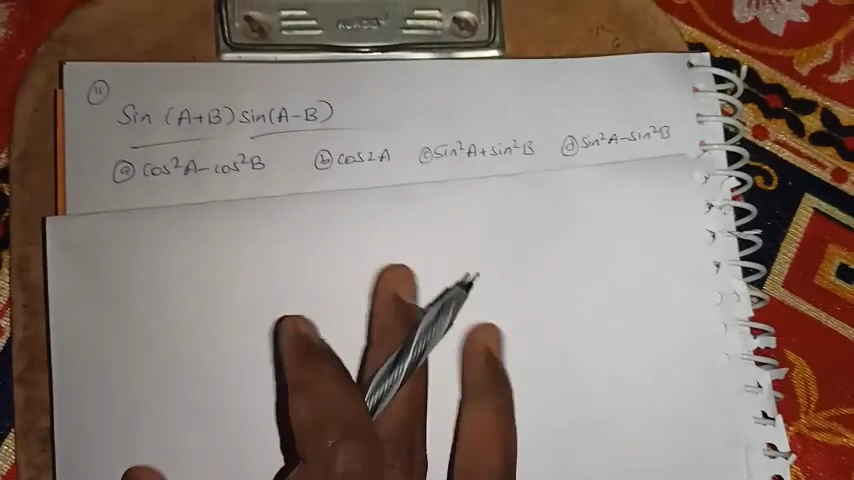 11
Sin (A+B) sin(A-B)
ⓐ cos²A-cos²B ⓑ cos2A ⓒ sin²A+sin²B ⓓ sin²A-sin²B